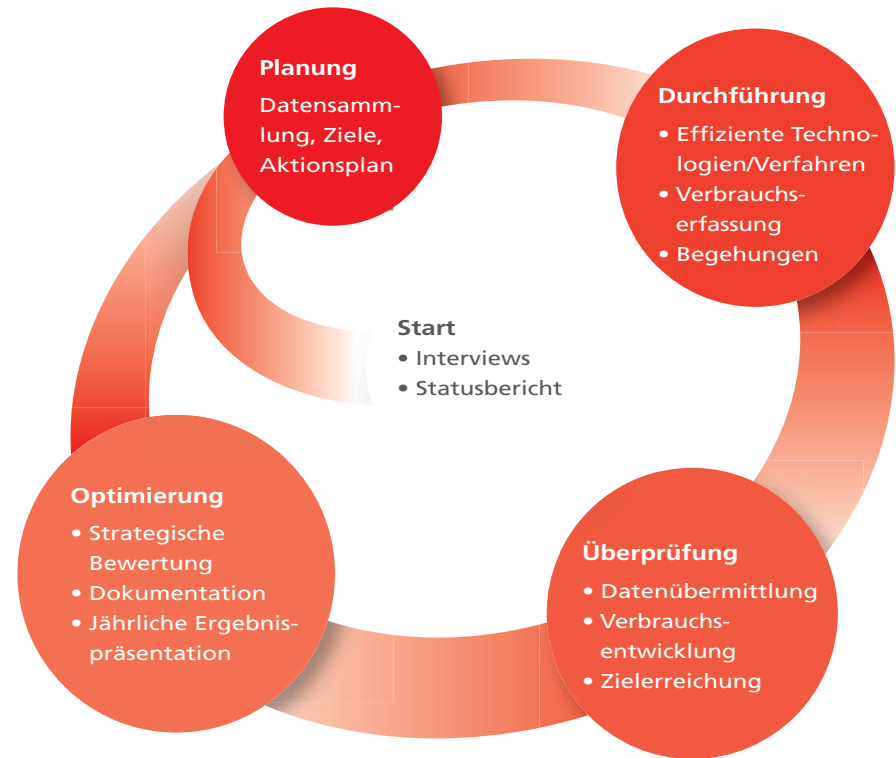 Planung
Datensamm-
lung, Ziele,
Aktionsplan
Durchführung
• Effiziente Techno-
logien/Verfahren
• Verbrauchs-
erfassung
• Begehungen
Start
• Interviews
• Statusbericht
Optimierung
• Strategische
Bewertung
• Dokumentation
• Jährliche Ergebnis-
präsentation
Überprüfung
• Datenübermittlung
• Verbrauchs-
entwicklung
• Zielerreichung